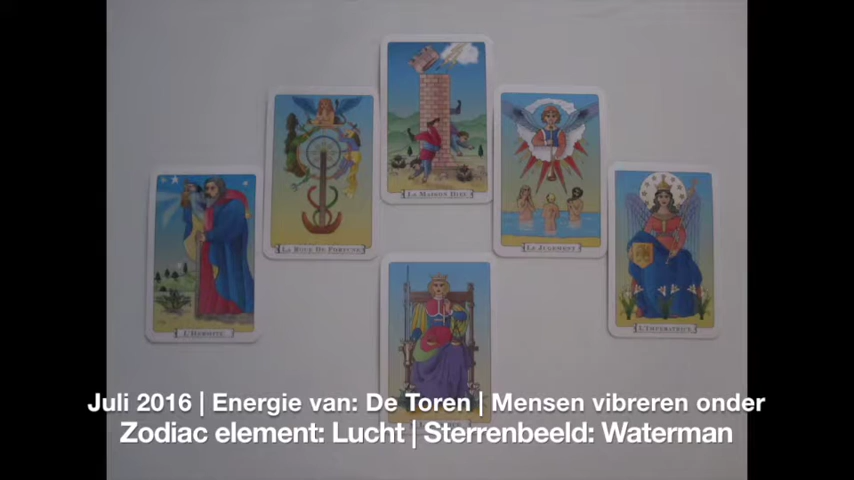 LA MAISON DIEU
LA ROUE DE FORTUNE
LE JUGEMENT
L'HERMITE
L'IMPERATRICE
Juli 2016 | Energie van: De Toren | Mensen vibreren onder
Zodiac element: Lucht | Sterrenbeeld: Waterman